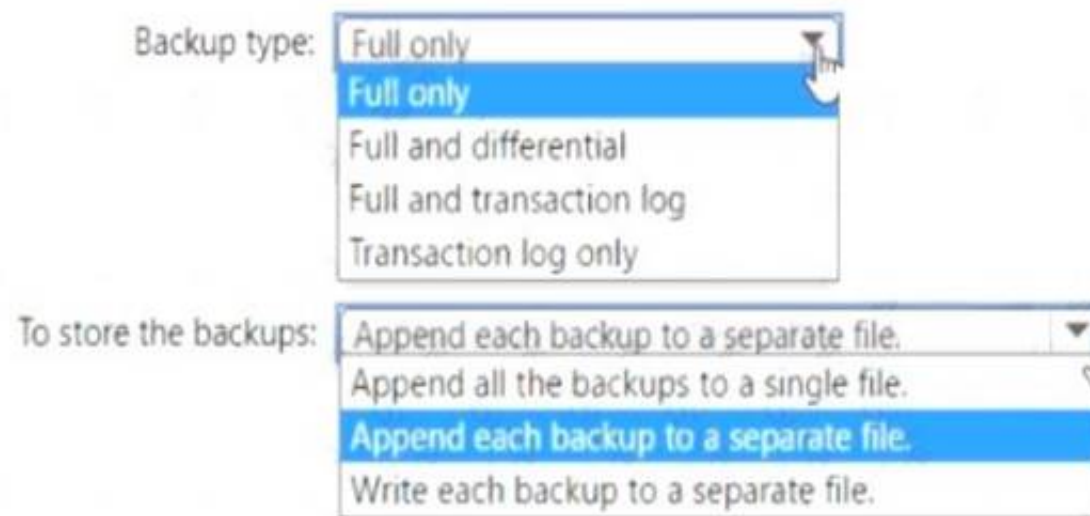 Backup type: Full only
Full only
Full and differential
Full and transaction log
Transaction log only
To store the backups: Append each backup to a separate file.
Append all the backups to a single file.
Append each backup to a separate file.
Write each backup to a separate file.